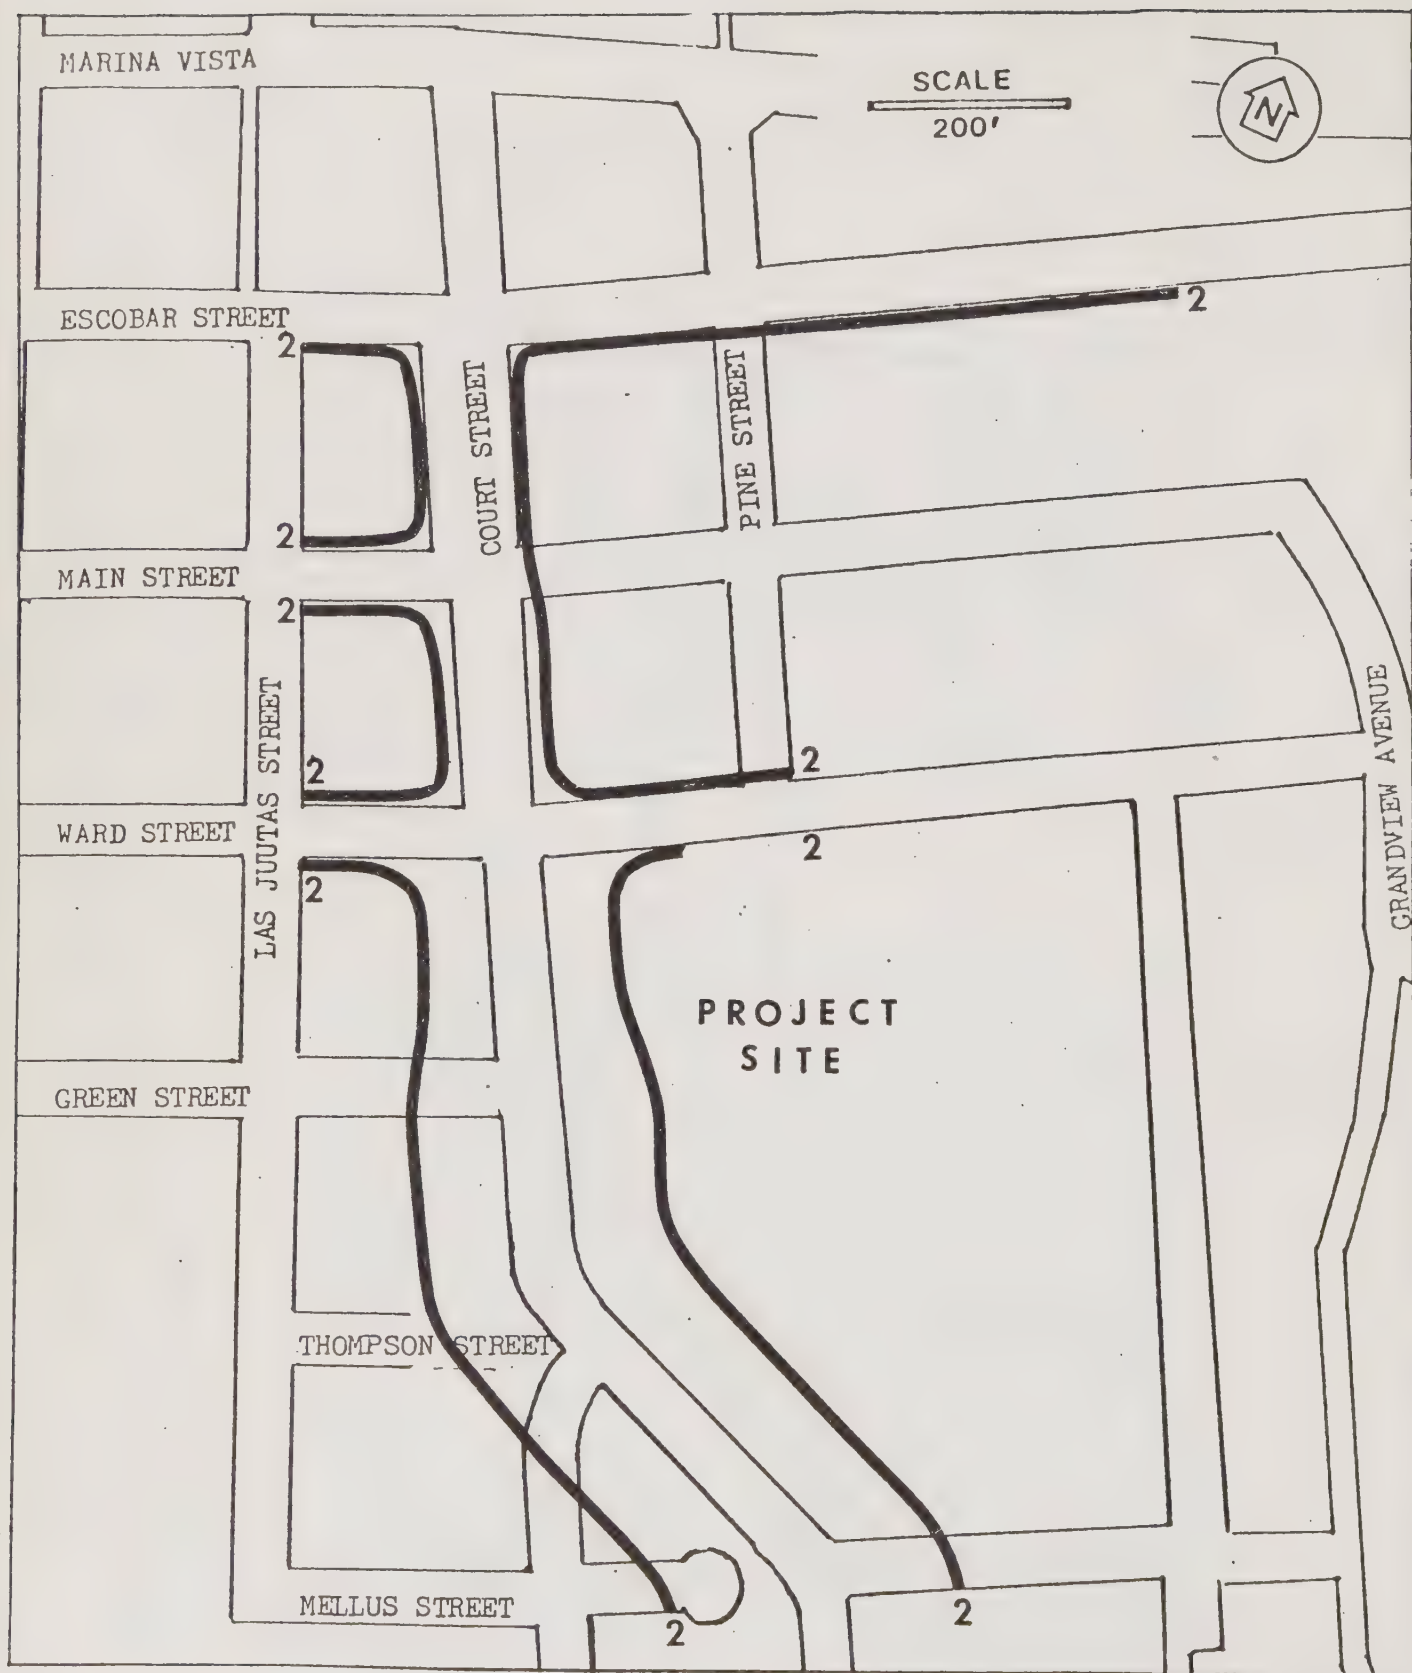 MARINA VISTA
SCALE
200'
N
ESCOBAR STREET
2
2
COURT STREET
PINE STREET
2
MAIN STREET
2
LAS JUUTAS STREET
GRANDVIEW AVENUE
2
2
WARD STREET
2
2
PROJECT
SITE
GREEN STREET
THOMPSON STREET
MELLUS STREET
2
2